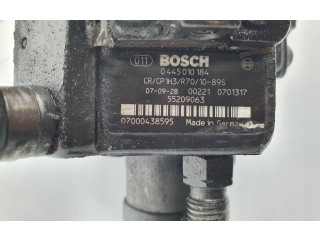 011 BOSCH
0 445 010 184
CR/CP1H3/R70/10-89S
07-09-28 00221 0701317
55209063
07000438595 Made in Germany